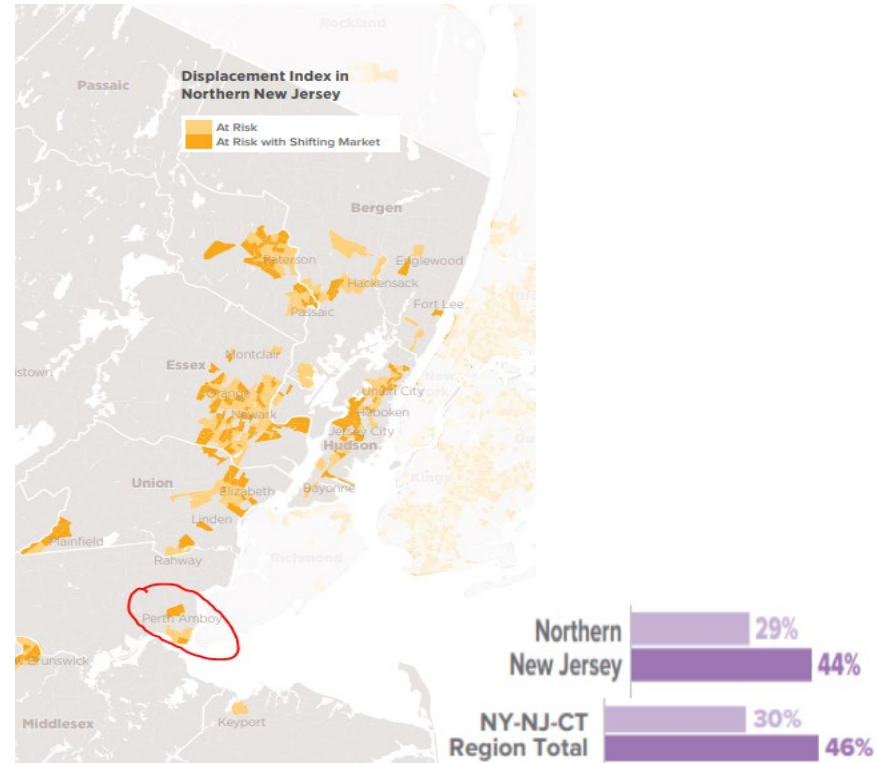 Rockland
Displacement Index in
Northern New Jersey
Passaic
At Risk
At Risk with Shifting Market
Bergen
Paterson
Englewood
Hackensack
Passaic
Fort Lee
Montclair
Essex
istown
Orange
Union City
Newark
Hoboken
Jersey City
Hudson
Kings
Union
Elizabeth
Bayonne
Linden
Plainfield
Richmond
Rahway
Perth Amboy
Brunswick
Middlesex
Keyport
Northern
New Jersey
29%
44%
NY-NJ-CT
Region Total
30%
46%